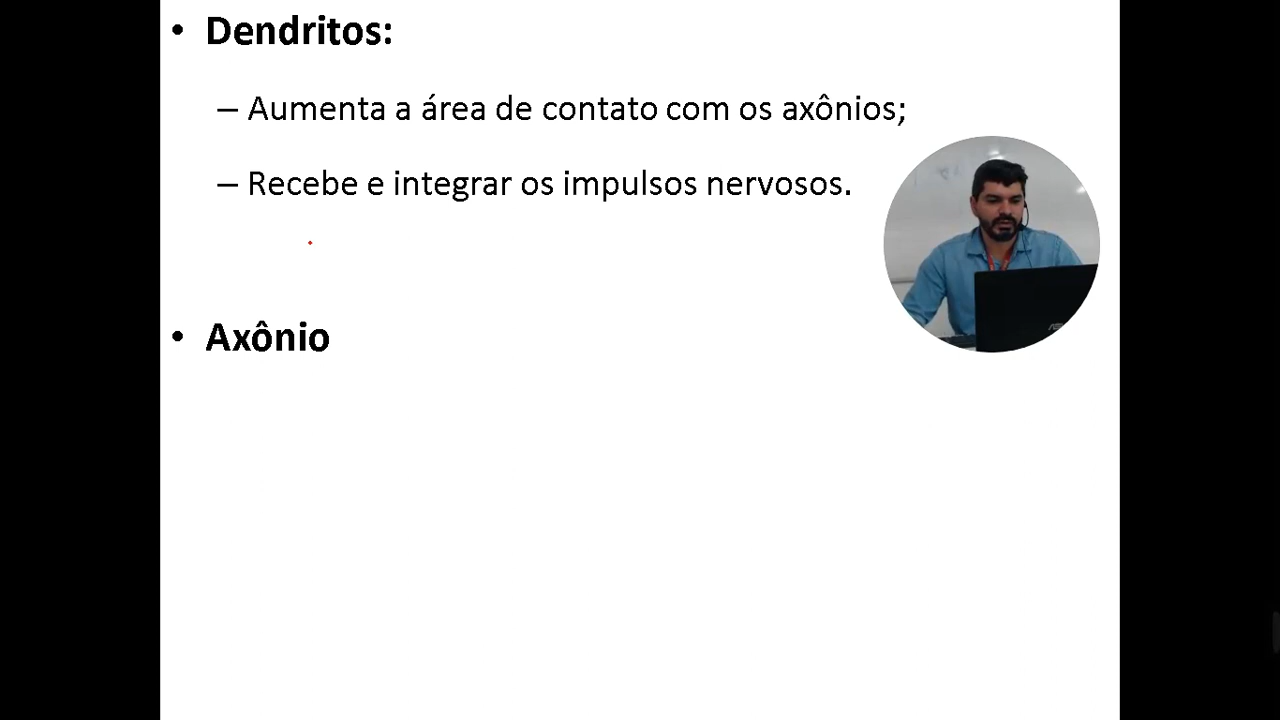 • Dendritos:
– Aumenta a área de contato com os axônios;
– Recebe e integrar os impulsos nervosos.
• Axônio